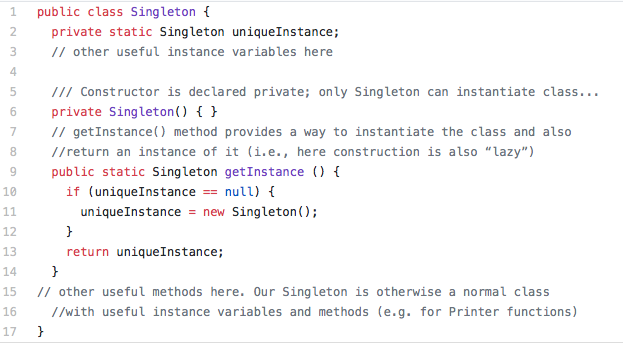 1 public class Singleton {
2 private static Singleton uniqueInstance;
3 // other useful instance variables here
4
5 /// Constructor is declared private; only Singleton can instantiate class...
6 private Singleton() { }
7 // getInstance() method provides a way to instantiate the class and also
8 //return an instance of it (i.e., here construction is also “lazy”)
9 public static Singleton getInstance () {
10 if (uniqueInstance == null) {
11 uniqueInstance = new Singleton();
12 }
13 return uniqueInstance;
14 }
15 // other useful methods here. Our Singleton is otherwise a normal class
16 //with useful instance variables and methods (e.g. for Printer functions)
17 }